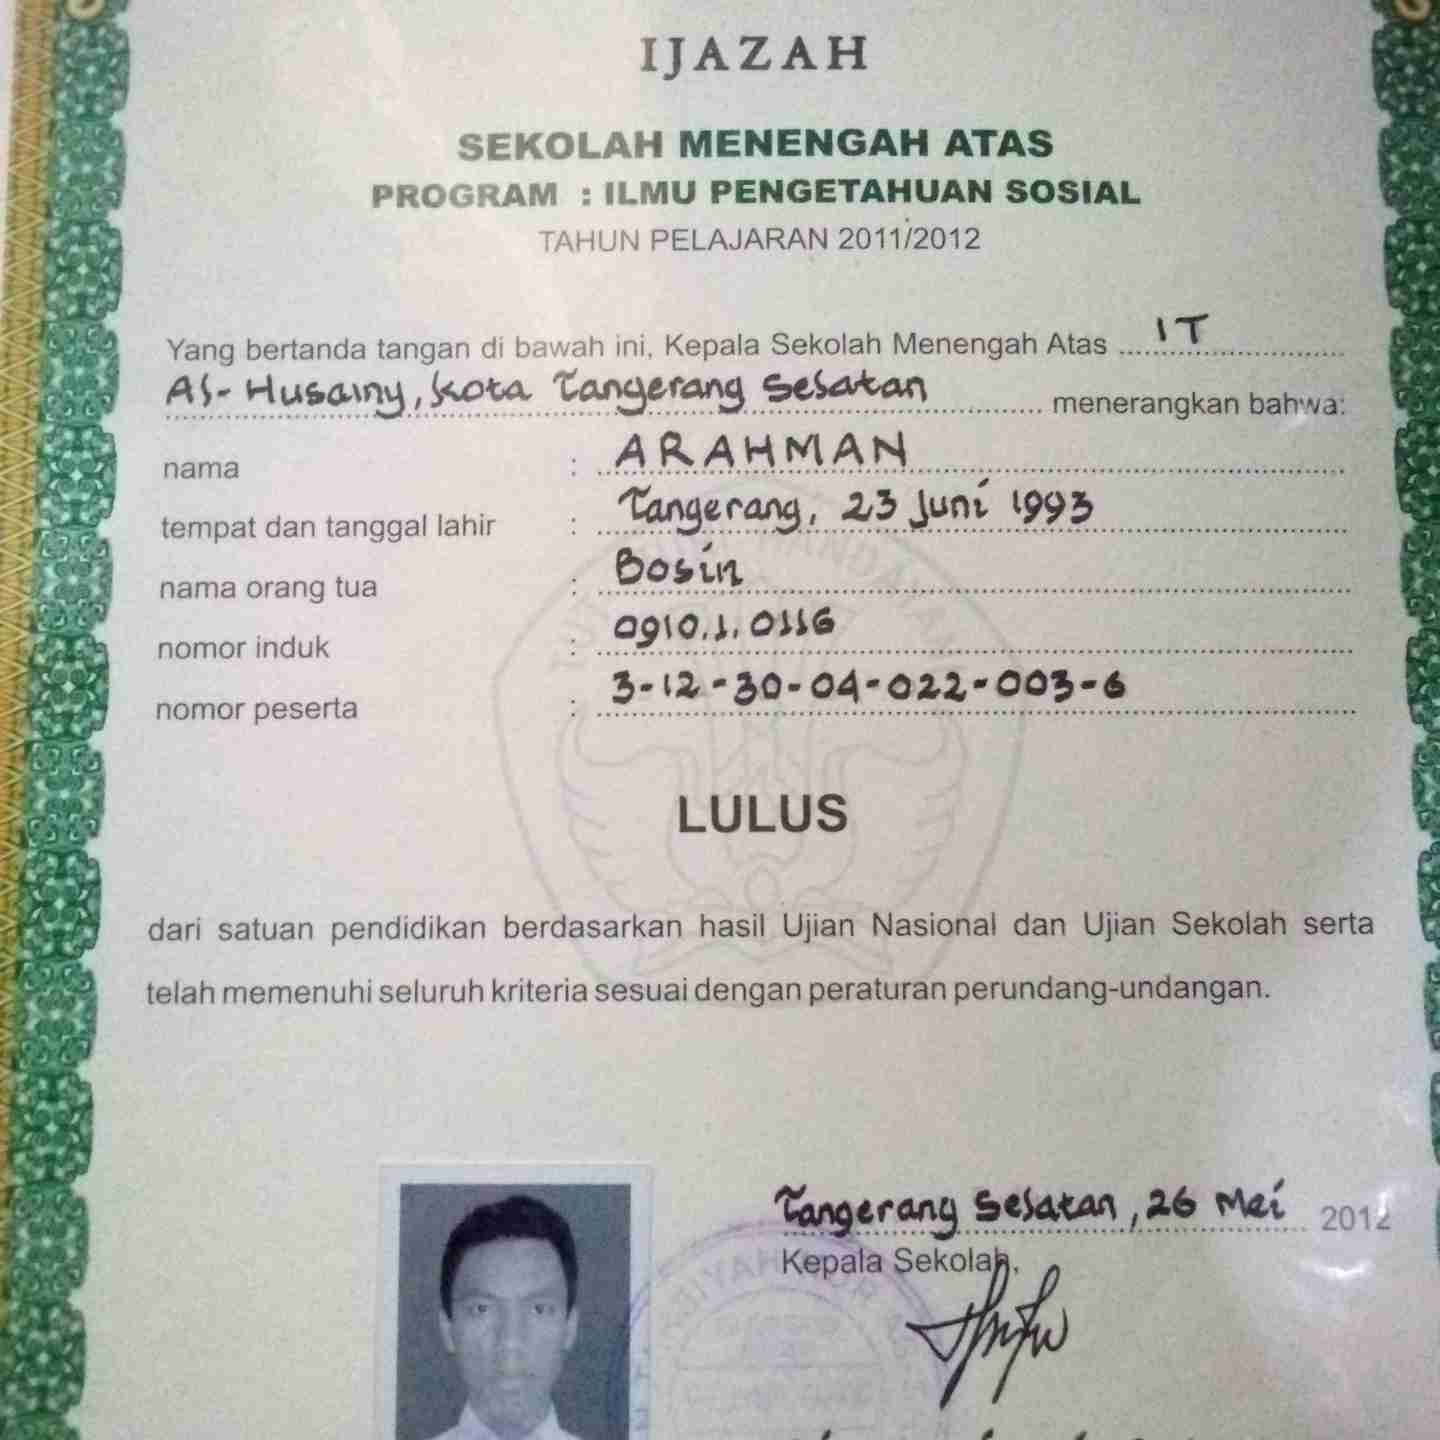 IJAZAH
SEKOLAH MENENGAH ATAS
PROGRAM : ILMU PENGETAHUAN SOSIAL
TAHUN PELAJARAN 2011/2012
Yang bertanda tangan di bawah ini, Kepala Sekolah Menengah Atas IT
Al-Husainy, Kota Tangerang Selatan menerangkan bahwa:
nama : ARAHMAN
tempat dan tanggal lahir : Tangerang, 23 Juni 1993
nama orang tua : Bosin
nomor induk : 0910.1.0116
nomor peserta : 3-12-30-04-022-003-6
LULUS
dari satuan pendidikan berdasarkan hasil Ujian Nasional dan Ujian Sekolah serta
telah memenuhi seluruh kriteria sesuai dengan peraturan perundang-undangan.
Tangerang Selatan, 26 Mei 2012
Kepala Sekolah,